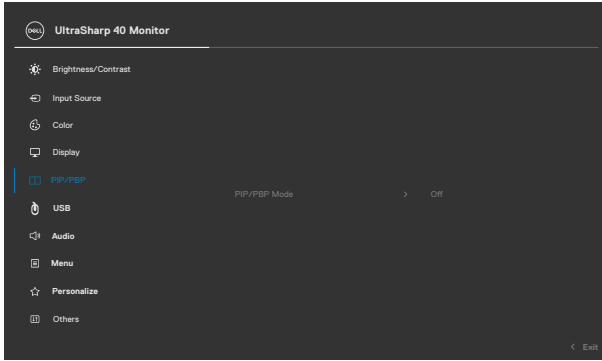 DELL UltraSharp 40 Monitor
Brightness/Contrast
Input Source
Color
Display
PIP/PBP
PIP/PBP Mode > Off
USB
Audio
Menu
Personalize
Others
< Exit